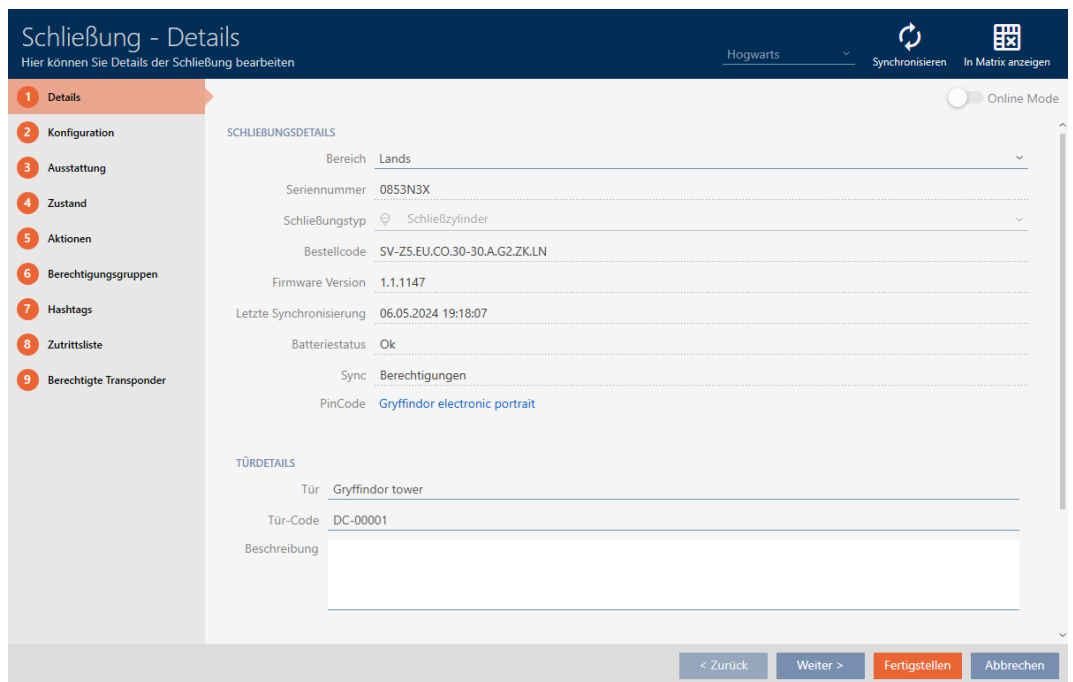 Schließung - Details
Hier können Sie Details der Schließung bearbeiten
Hogwarts
Synchronisieren
In Matrix anzeigen
1 Details
2 Konfiguration
3 Ausstattung
4 Zustand
5 Aktionen
6 Berechtigungsgruppen
7 Hashtags
8 Zutrittsliste
9 Berechtigte Transponder
Online Mode
SCHLIEßUNGSDETAILS
Bereich Lands
Seriennummer 0853N3X
Schließungstyp Schließzylinder
Bestellcode SV-Z5.EU.CO.30-30.A.G2.ZK.LN
Firmware Version 1.1.1147
Letzte Synchronisierung 06.05.2024 19:18:07
Batteriestatus Ok
Sync Berechtigungen
PinCode Gryffindor electronic portrait
TÜRDETAILS
Tür Gryffindor tower
Tür-Code DC-00001
Beschreibung
< Zurück Weiter > Fertigstellen Abbrechen